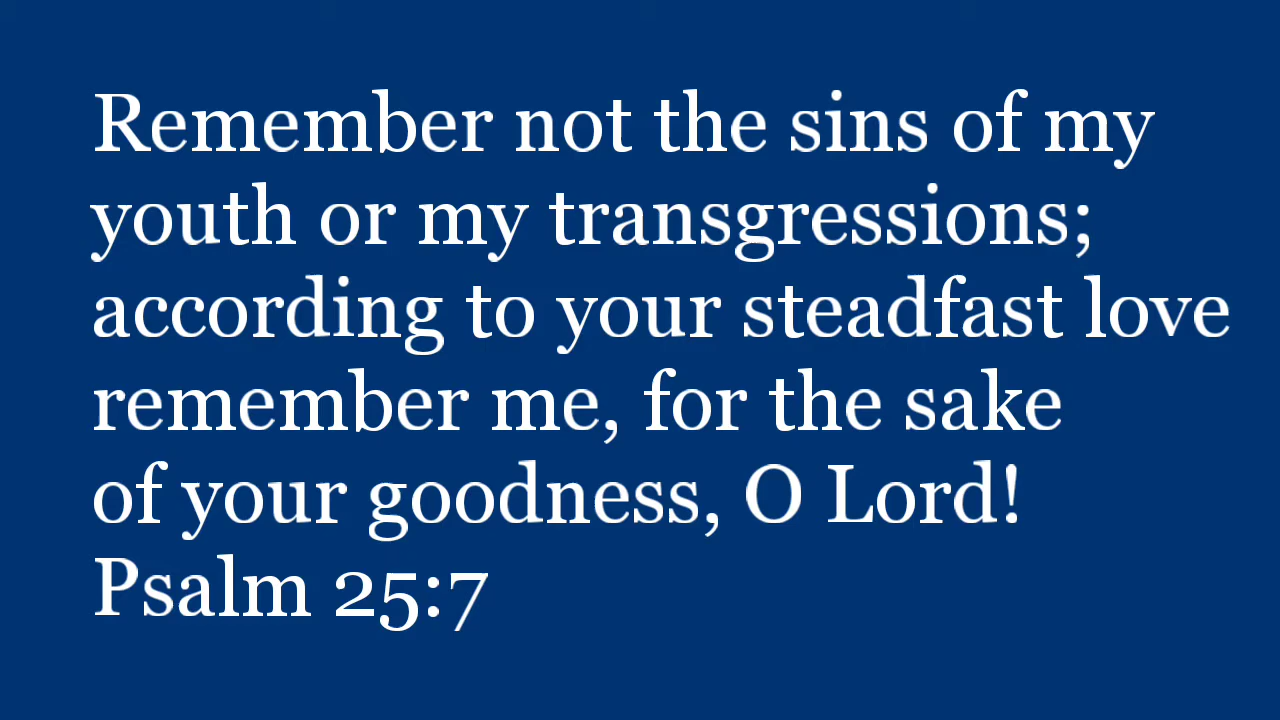 Remember not the sins of my
youth or my transgressions;
according to your steadfast love
remember me, for the sake
of your goodness, O Lord!
Psalm 25:7